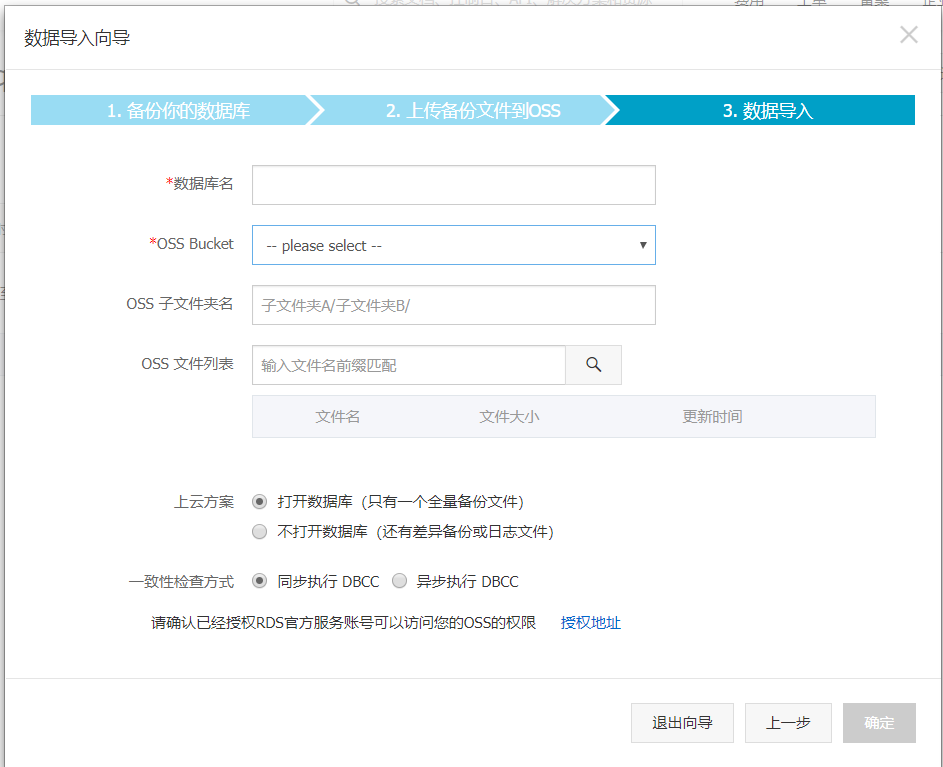 数据导入向导
1. 备份你的数据库 2. 上传备份文件到OSS 3. 数据导入
*数据库名
*OSS Bucket -- please select --
OSS 子文件夹名 子文件夹A/子文件夹B/
OSS 文件列表 输入文件名前缀匹配
文件名 文件大小 更新时间
上云方案 打开数据库（只有一个全量备份文件）
不打开数据库（还有差异备份或日志文件）
一致性检查方式 同步执行 DBCC 异步执行 DBCC
请确认已经授权RDS官方服务账号可以访问您的OSS的权限 授权地址
退出向导 上一步 确定